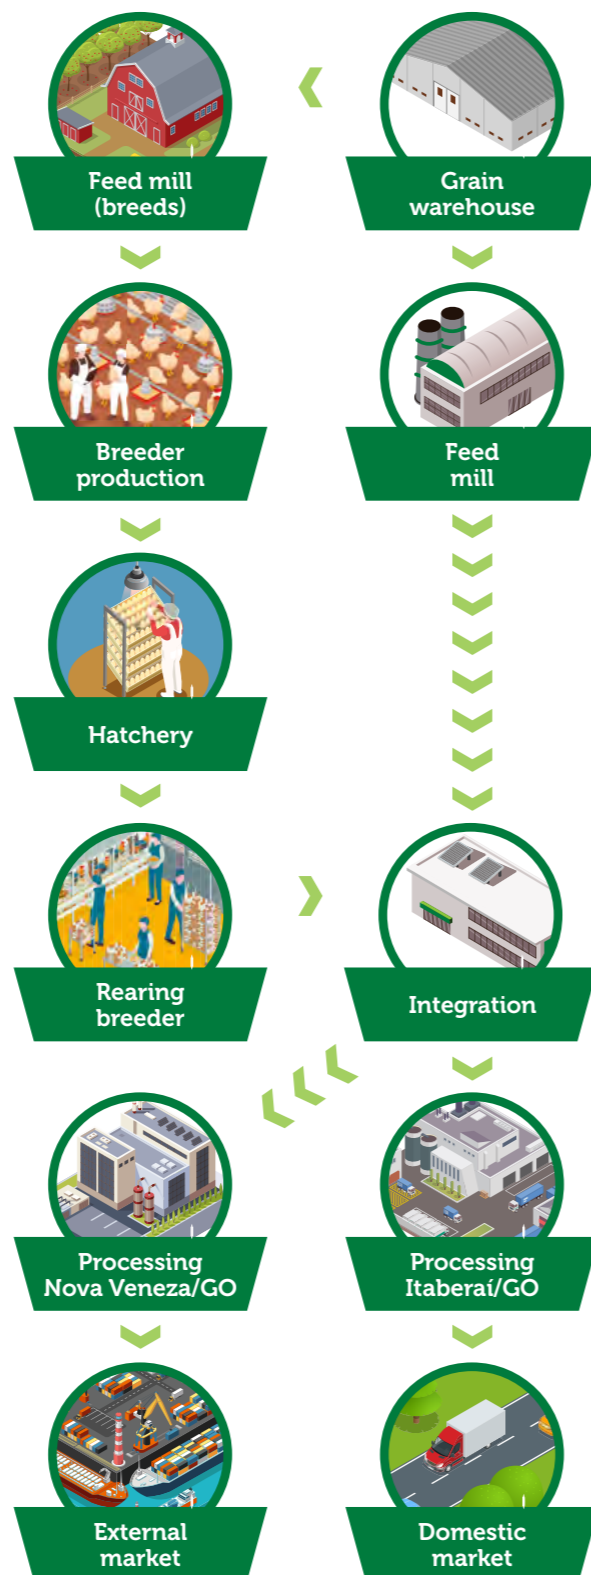 Feed mill
(breeds)
Grain
warehouse
Breeder
production
Feed
mill
Hatchery
Rearing
breeder
Integration
Processing
Nova Veneza/GO
Processing
Itaberaí/GO
External
market
Domestic
market